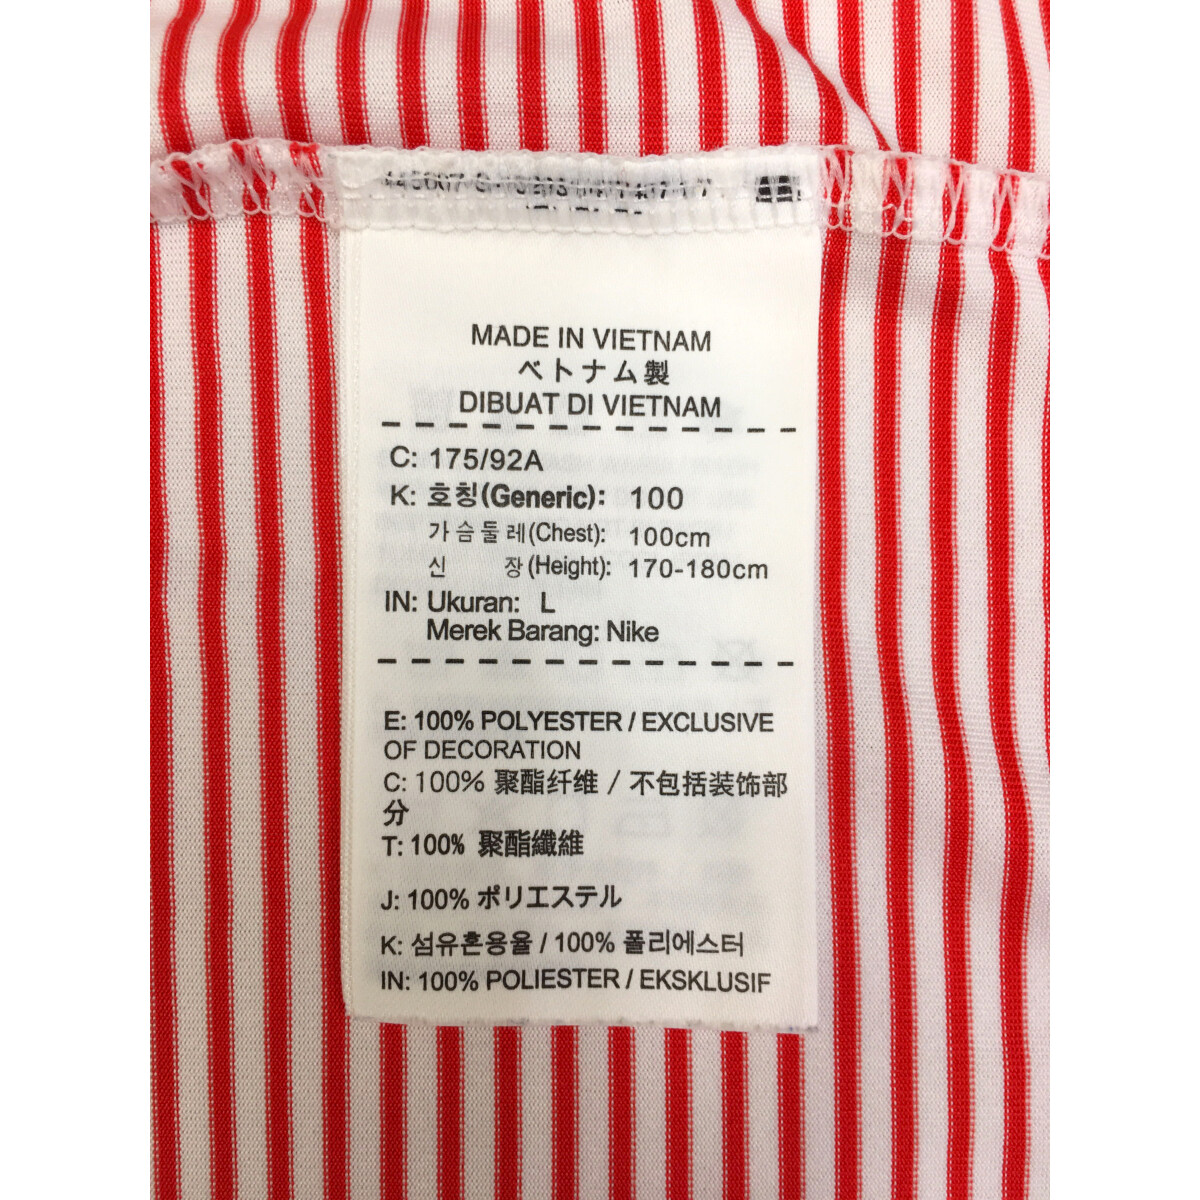 MADE IN VIETNAM
ベトナム製
DIBUAT DI VIETNAM
C: 175/92A
K: 호칭(Generic): 100
가슴둘레(Chest): 100cm
신 장(Height): 170-180cm
IN: Ukuran: L
Merek Barang: Nike
E: 100% POLYESTER / EXCLUSIVE
OF DECORATION
C: 100% 聚酯纤维 / 不包括装饰部
分
T: 100% 聚酯纖維
J: 100% ポリエステル
K: 섬유혼용율 / 100% 폴리에스터
IN: 100% POLIESTER / EKSKLUSIF